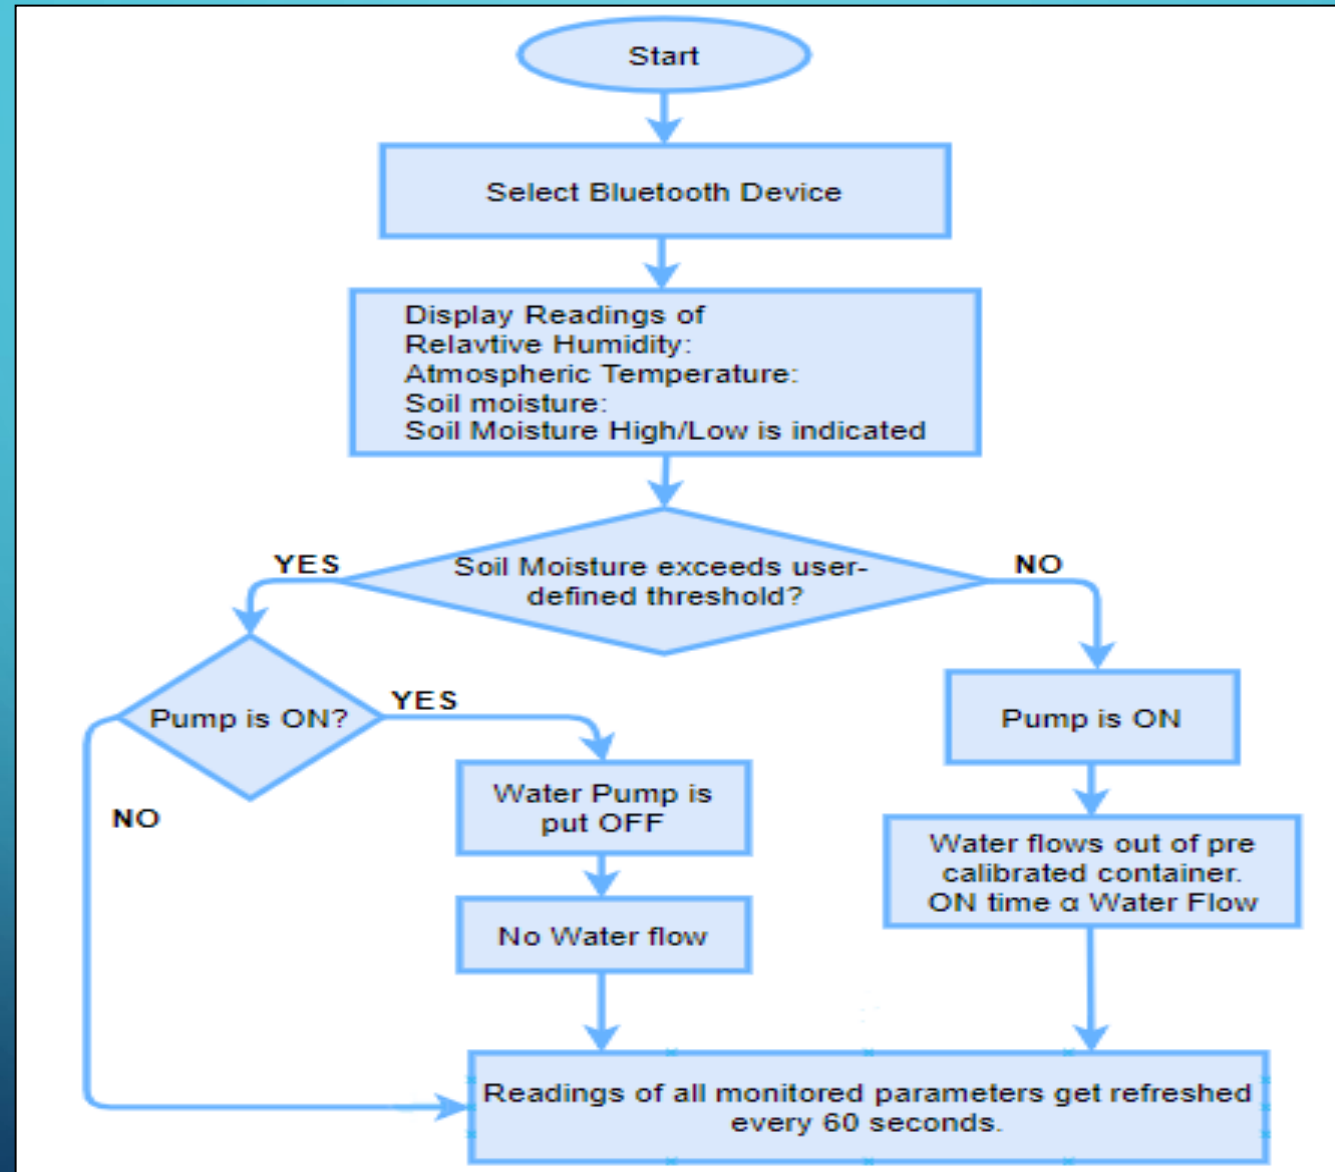 Start
Select Bluetooth Device
Display Readings of
Relavtive Humidity:
Atmospheric Temperature:
Soil moisture:
Soil Moisture High/Low is indicated
YES
Soil Moisture exceeds user-
defined threshold?
NO
Pump is ON?
YES
Pump is ON
NO
Water Pump is
put OFF
Water flows out of pre
calibrated container.
ON time α Water Flow
No Water flow
Readings of all monitored parameters get refreshed
every 60 seconds.